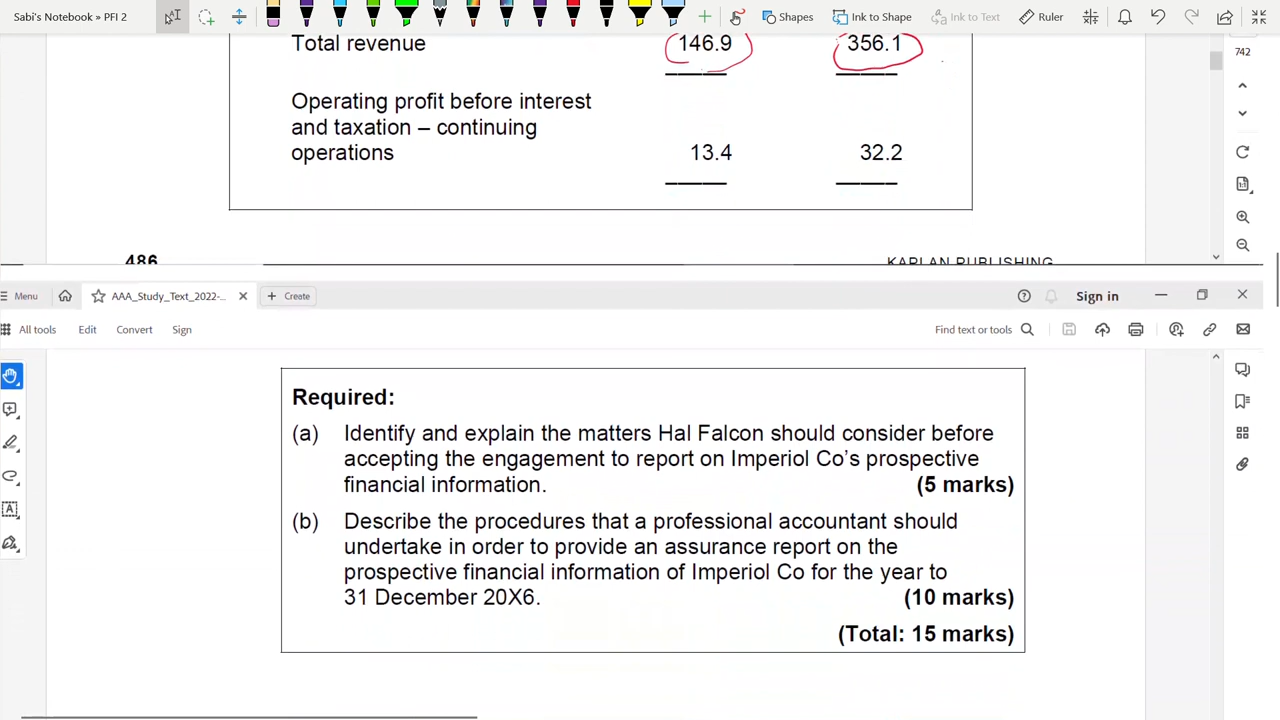 Sabi's Notebook » PFI 2
Shapes
Ink to Shape
Ink to Text
Ruler
742
Total revenue 146.9 356.1
Operating profit before interest
and taxation – continuing
operations 13.4 32.2
486 KAPLAN PUBLISHING
Menu
AAA_Study_Text_2022-...
Create
Sign in
All tools Edit Convert Sign
Find text or tools
Required:
(a) Identify and explain the matters Hal Falcon should consider before
accepting the engagement to report on Imperiol Co's prospective
financial information. (5 marks)
(b) Describe the procedures that a professional accountant should
undertake in order to provide an assurance report on the
prospective financial information of Imperiol Co for the year to
31 December 20X6. (10 marks)
(Total: 15 marks)